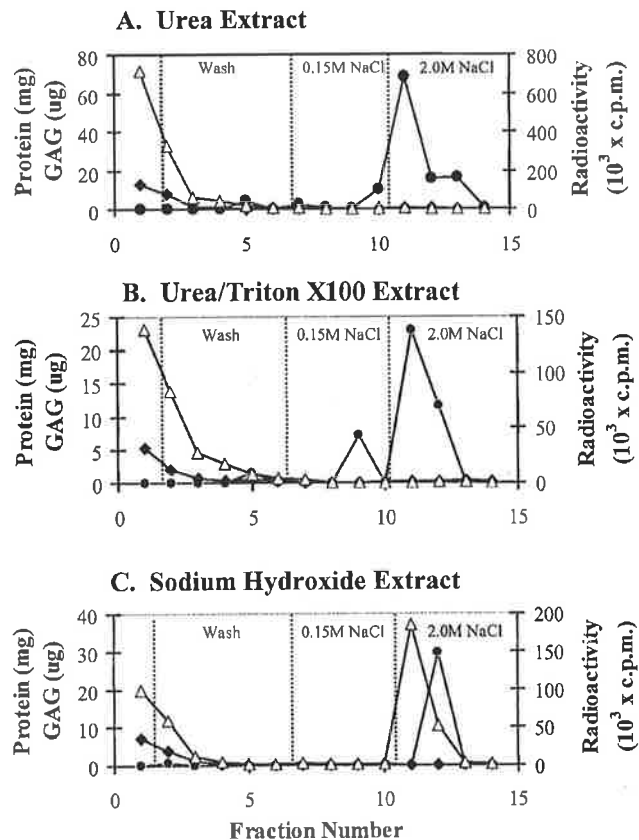 A. Urea Extract
Protein (mg)
GAG (ug)
80
60
40
20
0
Wash
0.15M NaCl
2.0M NaCl
800
600
400
200
0
Radioactivity
(10³ x c.p.m.)
0 5 10 15
B. Urea/Triton X100 Extract
Protein (mg)
GAG (ug)
25
20
15
10
5
0
Wash
0.15M NaCl
2.0M NaCl
150
100
50
0
Radioactivity
(10³ x c.p.m.)
0 5 10 15
C. Sodium Hydroxide Extract
Protein (mg)
GAG (ug)
40
30
20
10
0
Wash
0.15M NaCl
2.0M NaCl
200
150
100
50
0
Radioactivity
(10³ x c.p.m.)
0 5 10 15
Fraction Number